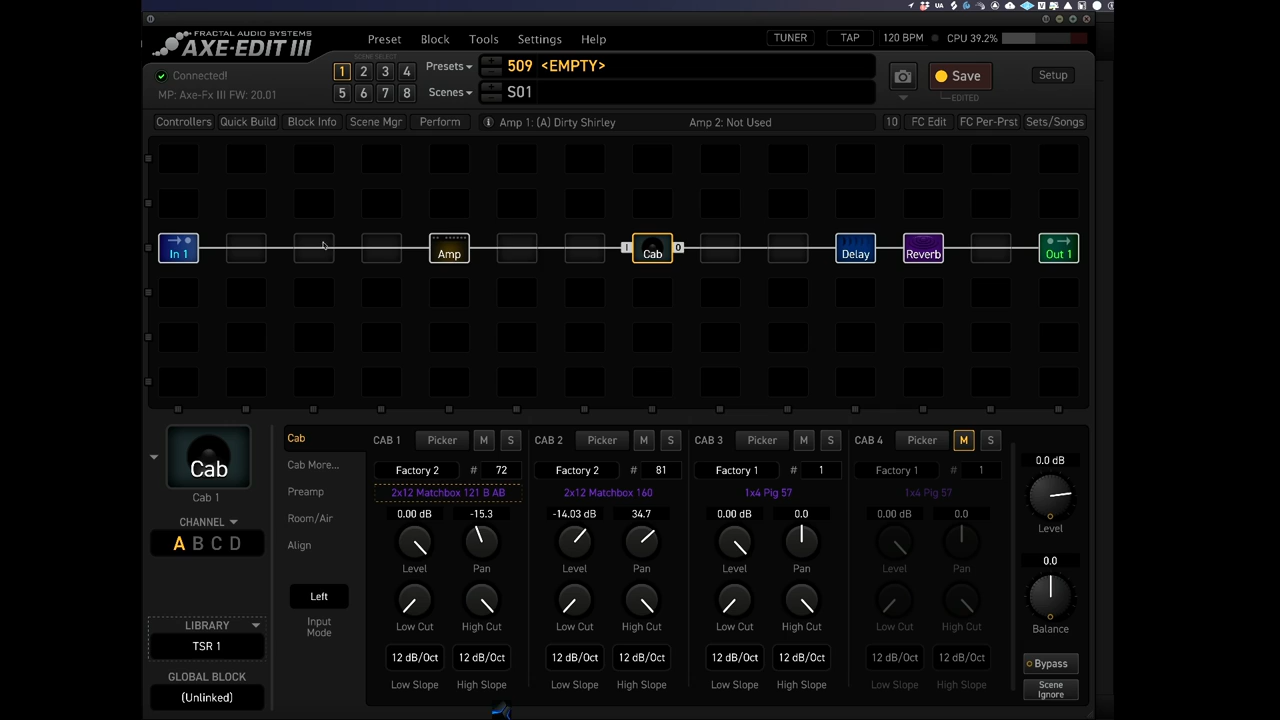 UA
FRACTAL AUDIO SYSTEMS
AXE-EDIT III
Preset
Block
Tools
Settings
Help
TUNER
TAP
120 BPM
CPU 39.2%
Connected!
MP: Axe-Fx III FW: 20.01
SCENE SELECT
1 2 3 4
5 6 7 8
Presets
509 <EMPTY>
Scenes
S01
Save
EDITED
Setup
Controllers
Quick Build
Block Info
Scene Mgr
Perform
Amp 1: (A) Dirty Shirley
Amp 2: Not Used
10
FC Edit
FC Per-Prst
Sets/Songs
In 1
Amp
I
Cab
O
Delay
Reverb
Out 1
Cab
Cab 1
CHANNEL
A B C D
LIBRARY
TSR 1
GLOBAL BLOCK
(Unlinked)
Cab
Cab More...
Preamp
Room/Air
Align
Left
Input
Mode
CAB 1 Picker M S
Factory 2 # 72
2x12 Matchbox 121 B AB
0.00 dB -15.3
Level Pan
Low Cut High Cut
12 dB/Oct 12 dB/Oct
Low Slope High Slope
CAB 2 Picker M S
Factory 2 # 81
2x12 Matchbox 160
-14.03 dB 34.7
Level Pan
Low Cut High Cut
12 dB/Oct 12 dB/Oct
Low Slope High Slope
CAB 3 Picker M S
Factory 1 # 1
1x4 Pig 57
0.00 dB 0.0
Level Pan
Low Cut High Cut
12 dB/Oct 12 dB/Oct
Low Slope High Slope
CAB 4 Picker M S
Factory 1 # 1
1x4 Pig 57
0.00 dB 0.0
Level Pan
Low Cut High Cut
12 dB/Oct 12 dB/Oct
Low Slope High Slope
0.0 dB
Level
0.0
Balance
Bypass
Scene
Ignore